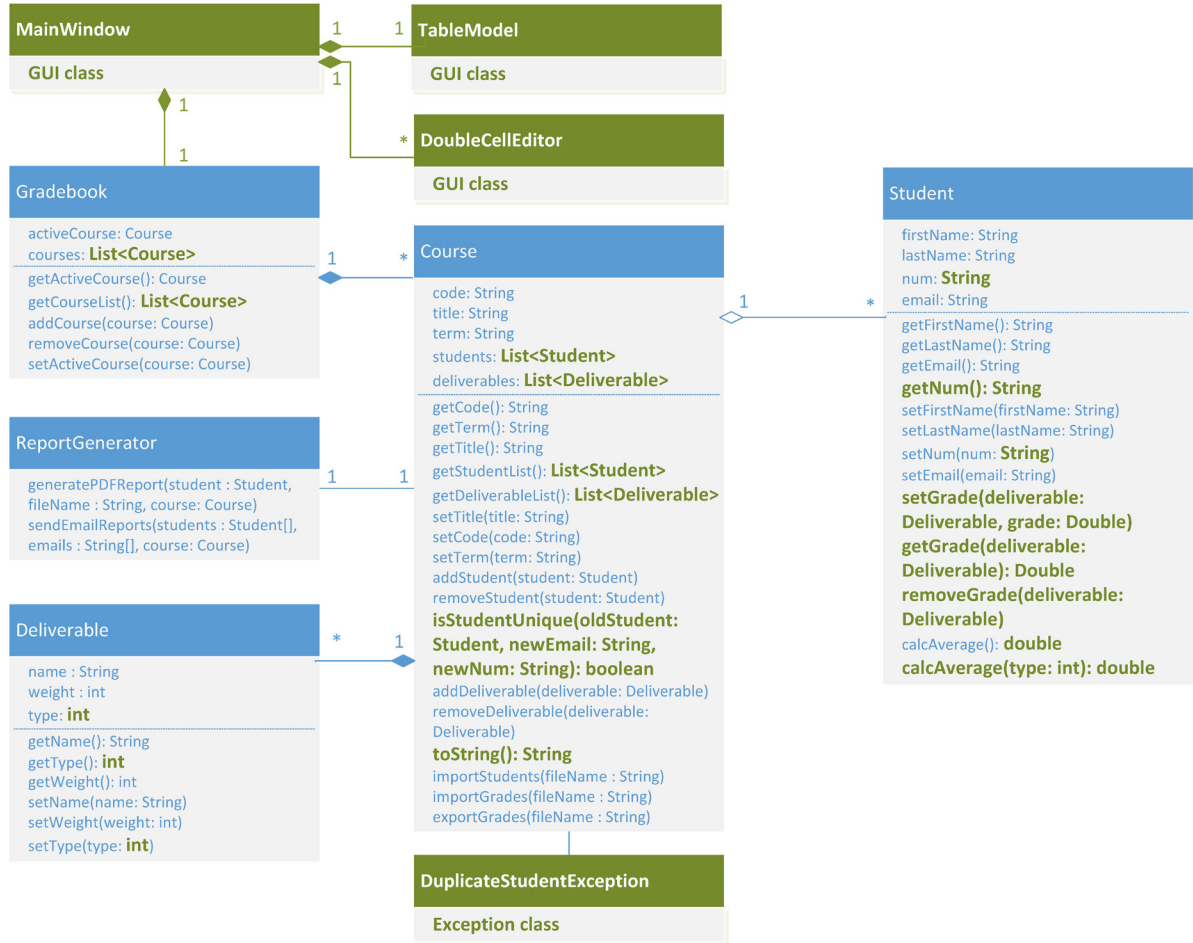 MainWindow
GUI class
1
1
TableModel
GUI class
1
*
DoubleCellEditor
GUI class
1
1
Gradebook
activeCourse: Course
courses: List<Course>
getActiveCourse(): Course
getCourseList(): List<Course>
addCourse(course: Course)
removeCourse(course: Course)
setActiveCourse(course: Course)
1
*
Course
code: String
title: String
term: String
students: List<Student>
deliverables: List<Deliverable>
getCode(): String
getTerm(): String
getTitle(): String
getStudentList(): List<Student>
getDeliverableList(): List<Deliverable>
setTitle(title: String)
setCode(code: String)
setTerm(term: String)
addStudent(student: Student)
removeStudent(student: Student)
isStudentUnique(oldStudent:
Student, newEmail: String,
newNum: String): boolean
addDeliverable(deliverable: Deliverable)
removeDeliverable(deliverable:
Deliverable)
toString(): String
importStudents(fileName : String)
importGrades(fileName : String)
exportGrades(fileName : String)
1
*
Student
firstName: String
lastName: String
num: String
email: String
getFirstName(): String
getLastName(): String
getEmail(): String
getNum(): String
setFirstName(firstName: String)
setLastName(lastName: String)
setNum(num: String)
setEmail(email: String)
setGrade(deliverable:
Deliverable, grade: Double)
getGrade(deliverable:
Deliverable): Double
removeGrade(deliverable:
Deliverable)
calcAverage(): double
calcAverage(type: int): double
ReportGenerator
generatePDFReport(student : Student,
fileName : String, course: Course)
sendEmailReports(students : Student[],
emails : String[], course: Course)
1
1
Deliverable
name : String
weight : int
type: int
getName(): String
getType(): int
getWeight(): int
setName(name: String)
setWeight(weight: int)
setType(type: int)
*
1
DuplicateStudentException
Exception class